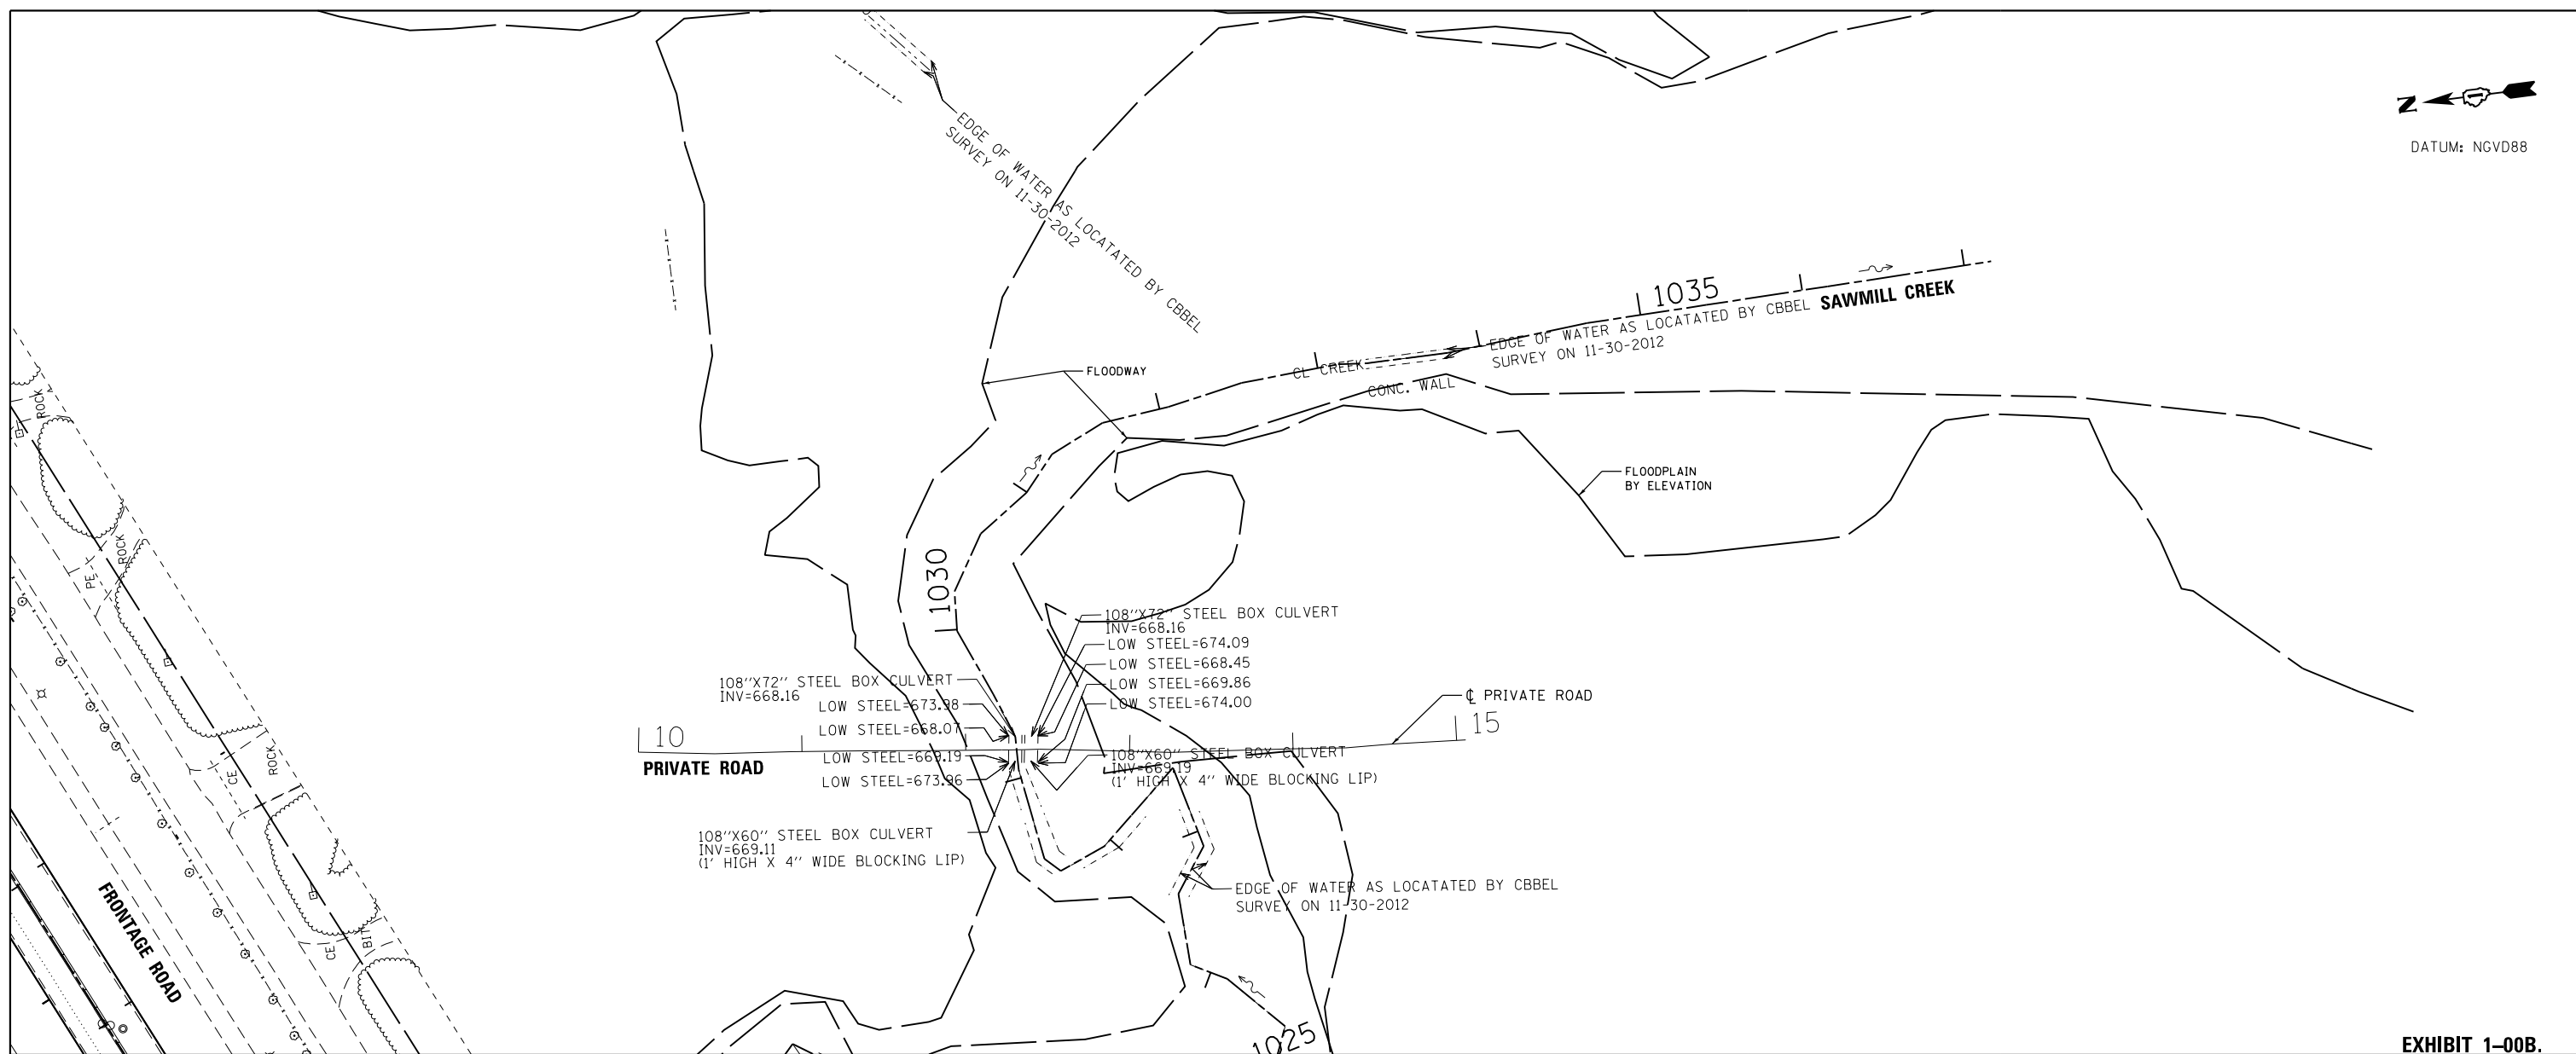 N
DATUM: NGVD88
EDGE OF WATER AS LOCATATED BY CBBEL
SURVEY ON 11-30-2012
1035
SAWMILL CREEK
EDGE OF WATER AS LOCATATED BY CBBEL
SURVEY ON 11-30-2012
CL CREEK
CONC. WALL
FLOODWAY
FLOODPLAIN
BY ELEVATION
ROCK
ROCK
PE
1030
108''X72'' STEEL BOX CULVERT
INV=668.16
LOW STEEL=674.09
LOW STEEL=668.45
LOW STEEL=669.86
LOW STEEL=674.00
108''X72'' STEEL BOX CULVERT
INV=668.16
LOW STEEL=673.98
LOW STEEL=668.07
LOW STEEL=669.19
LOW STEEL=673.96
10
PRIVATE ROAD
℄ PRIVATE ROAD
15
108''X60'' STEEL BOX CULVERT
INV=669.19
(1' HIGH X 4'' WIDE BLOCKING LIP)
108''X60'' STEEL BOX CULVERT
INV=669.11
(1' HIGH X 4'' WIDE BLOCKING LIP)
ROCK
CE
CE
BIT
FRONTAGE ROAD
EDGE OF WATER AS LOCATATED BY CBBEL
SURVEY ON 11-30-2012
1025
EXHIBIT 1–00B.